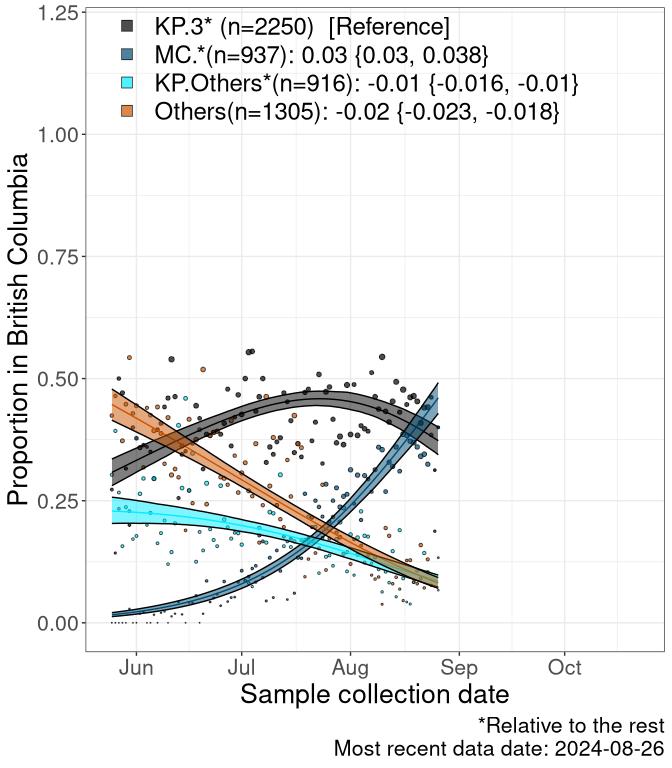 KP.3* (n=2250)  [Reference]
MC.*(n=937): 0.03 {0.03, 0.038}
KP.Others*(n=916): -0.01 {-0.016, -0.01}
Others(n=1305): -0.02 {-0.023, -0.018}
Proportion in British Columbia
1.25
1.00
0.75
0.50
0.25
0.00
Jun Jul Aug Sep Oct
Sample collection date
*Relative to the rest
Most recent data date: 2024-08-26